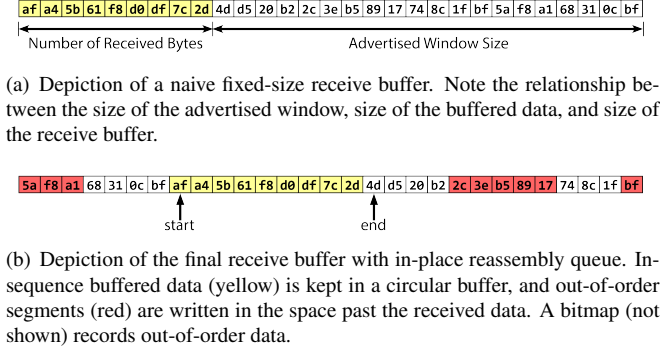 af a4 5b 61 f8 d0 df 7c 2d 4d d5 20 b2 2c 3e b5 89 17 74 8c 1f bf 5a f8 a1 68 31 0c bf
Number of Received Bytes Advertised Window Size
(a) Depiction of a naive fixed-size receive buffer. Note the relationship be-
tween the size of the advertised window, size of the buffered data, and size of
the receive buffer.
5a f8 a1 68 31 0c bf af a4 5b 61 f8 d0 df 7c 2d 4d d5 20 b2 2c 3e b5 89 17 74 8c 1f bf
start end
(b) Depiction of the final receive buffer with in-place reassembly queue. In-
sequence buffered data (yellow) is kept in a circular buffer, and out-of-order
segments (red) are written in the space past the received data. A bitmap (not
shown) records out-of-order data.